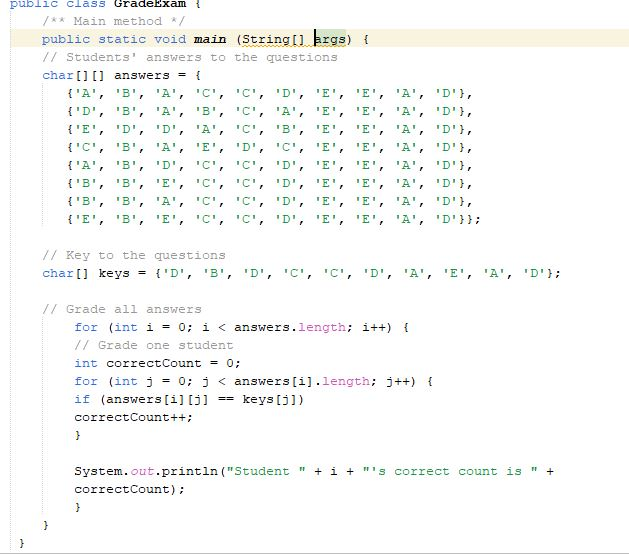 public class GradeExam {
/** Main method */
public static void main (String[] args) {
// Students' answers to the questions
char[][] answers = {
{'A', 'B', 'A', 'C', 'C', 'D', 'E', 'E', 'A', 'D'},
{'D', 'B', 'A', 'B', 'C', 'A', 'E', 'E', 'A', 'D'},
{'E', 'D', 'D', 'A', 'C', 'B', 'E', 'E', 'A', 'D'},
{'C', 'B', 'A', 'E', 'D', 'C', 'E', 'E', 'A', 'D'},
{'A', 'B', 'D', 'C', 'C', 'D', 'E', 'E', 'A', 'D'},
{'B', 'B', 'E', 'C', 'C', 'D', 'E', 'E', 'A', 'D'},
{'B', 'B', 'A', 'C', 'C', 'D', 'E', 'E', 'A', 'D'},
{'E', 'B', 'E', 'C', 'C', 'D', 'E', 'E', 'A', 'D'}};
// Key to the questions
char[] keys = {'D', 'B', 'D', 'C', 'C', 'D', 'A', 'E', 'A', 'D'};
// Grade all answers
for (int i = 0; i < answers.length; i++) {
// Grade one student
int correctCount = 0;
for (int j = 0; j < answers[i].length; j++) {
if (answers[i][j] == keys[j])
correctCount++;
}
System.out.println("Student " + i + "'s correct count is " +
correctCount);
}
}
}